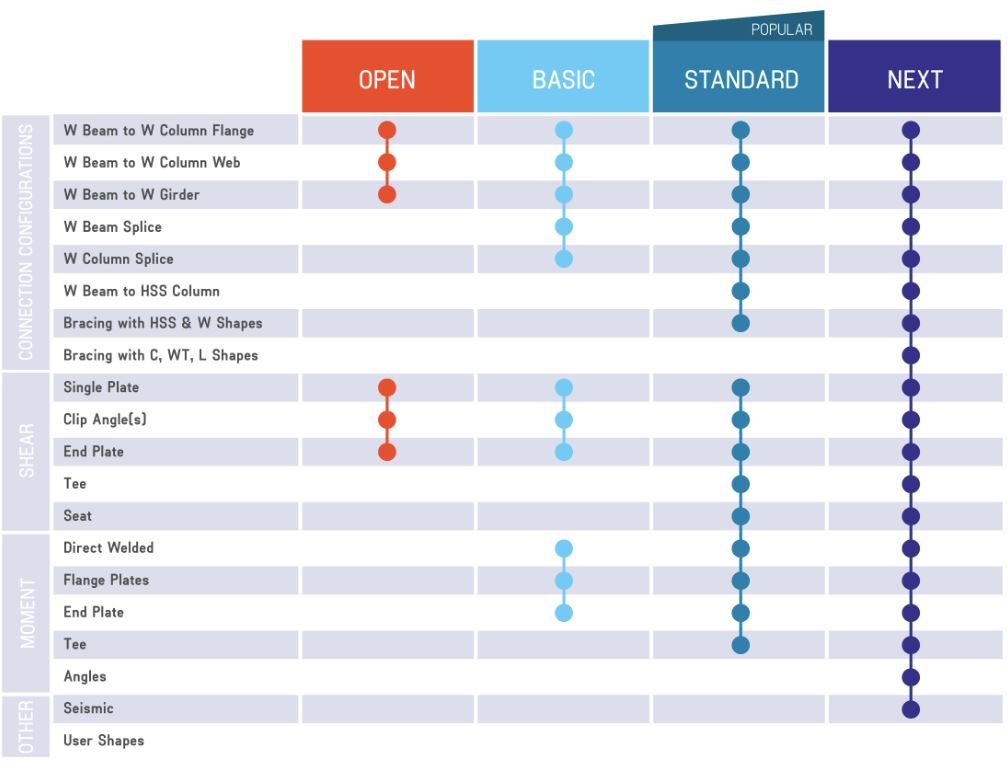 POPULAR
OPEN
BASIC
STANDARD
NEXT
CONNECTION CONFIGURATIONS
W Beam to W Column Flange
W Beam to W Column Web
W Beam to W Girder
W Beam Splice
W Column Splice
W Beam to HSS Column
Bracing with HSS & W Shapes
Bracing with C, WT, L Shapes
SHEAR
Single Plate
Clip Angle(s)
End Plate
Tee
Seat
MOMENT
Direct Welded
Flange Plates
End Plate
Tee
Angles
OTHER
Seismic
User Shapes